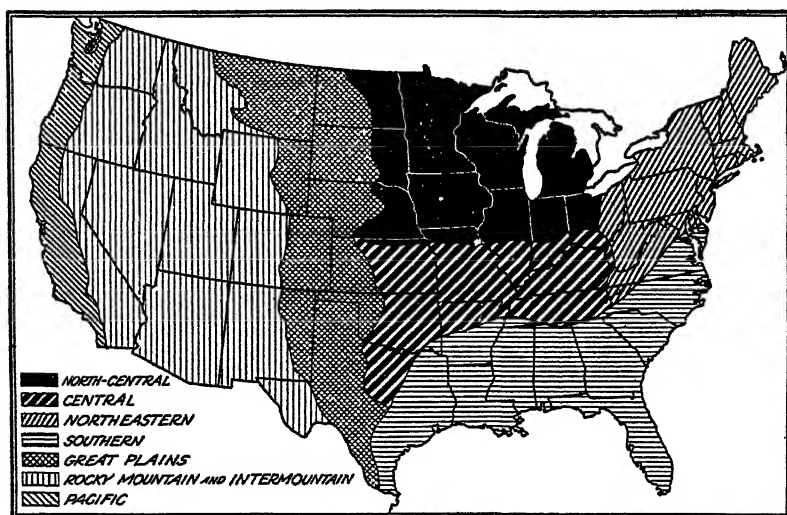 NORTH-CENTRAL
CENTRAL
NORTHEASTERN
SOUTHERN
GREAT PLAINS
ROCKY MOUNTAIN AND INTERMOUNTAIN
PACIFIC